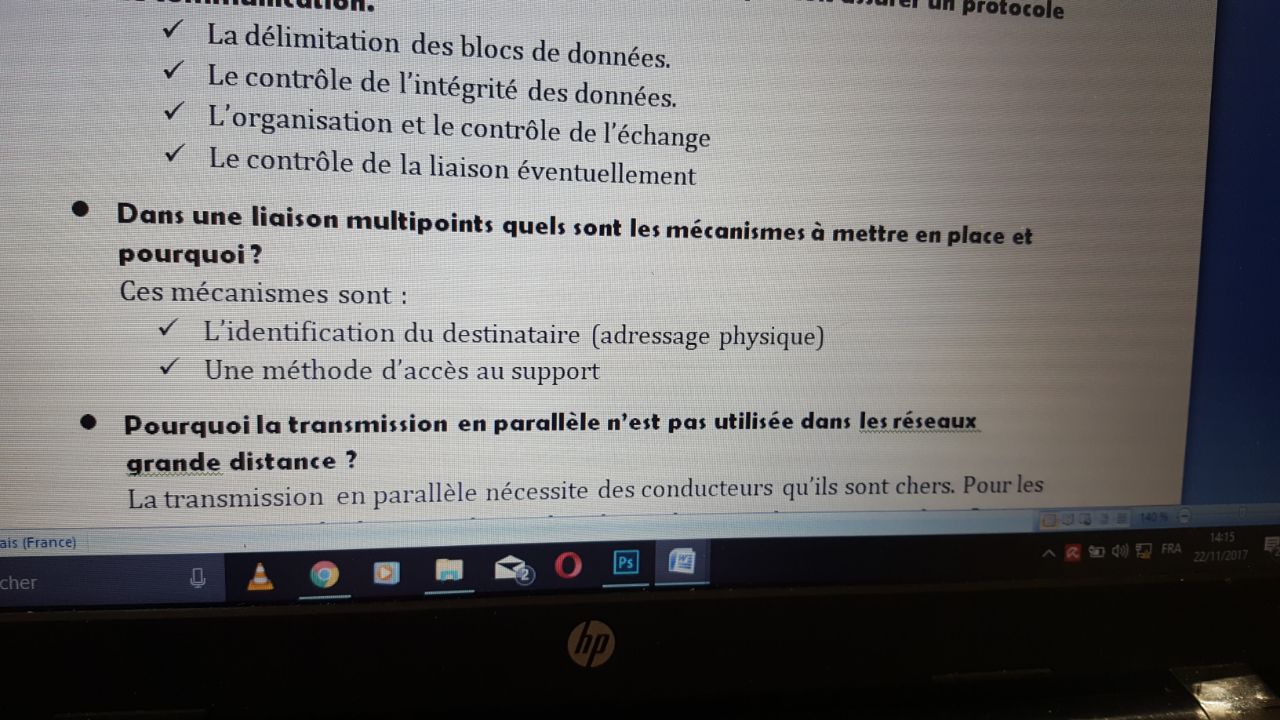 assurer un protocole
✓ La délimitation des blocs de données.
✓ Le contrôle de l'intégrité des données.
✓ L'organisation et le contrôle de l'échange
✓ Le contrôle de la liaison éventuellement
● Dans une liaison multipoints quels sont les mécanismes à mettre en place et
pourquoi ?
Ces mécanismes sont :
✓ L'identification du destinataire (adressage physique)
✓ Une méthode d'accès au support
● Pourquoi la transmission en parallèle n'est pas utilisée dans les réseaux
grande distance ?
La transmission en parallèle nécessite des conducteurs qu'ils sont chers. Pour les
140 %
ais (France)
cher
2
Ps
W
FRA
14:15
22/11/2017
hp